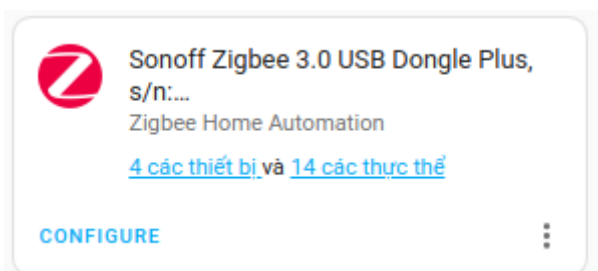 Sonoff Zigbee 3.0 USB Dongle Plus,
s/n:...
Zigbee Home Automation
4 các thiết bị và 14 các thực thể
CONFIGURE